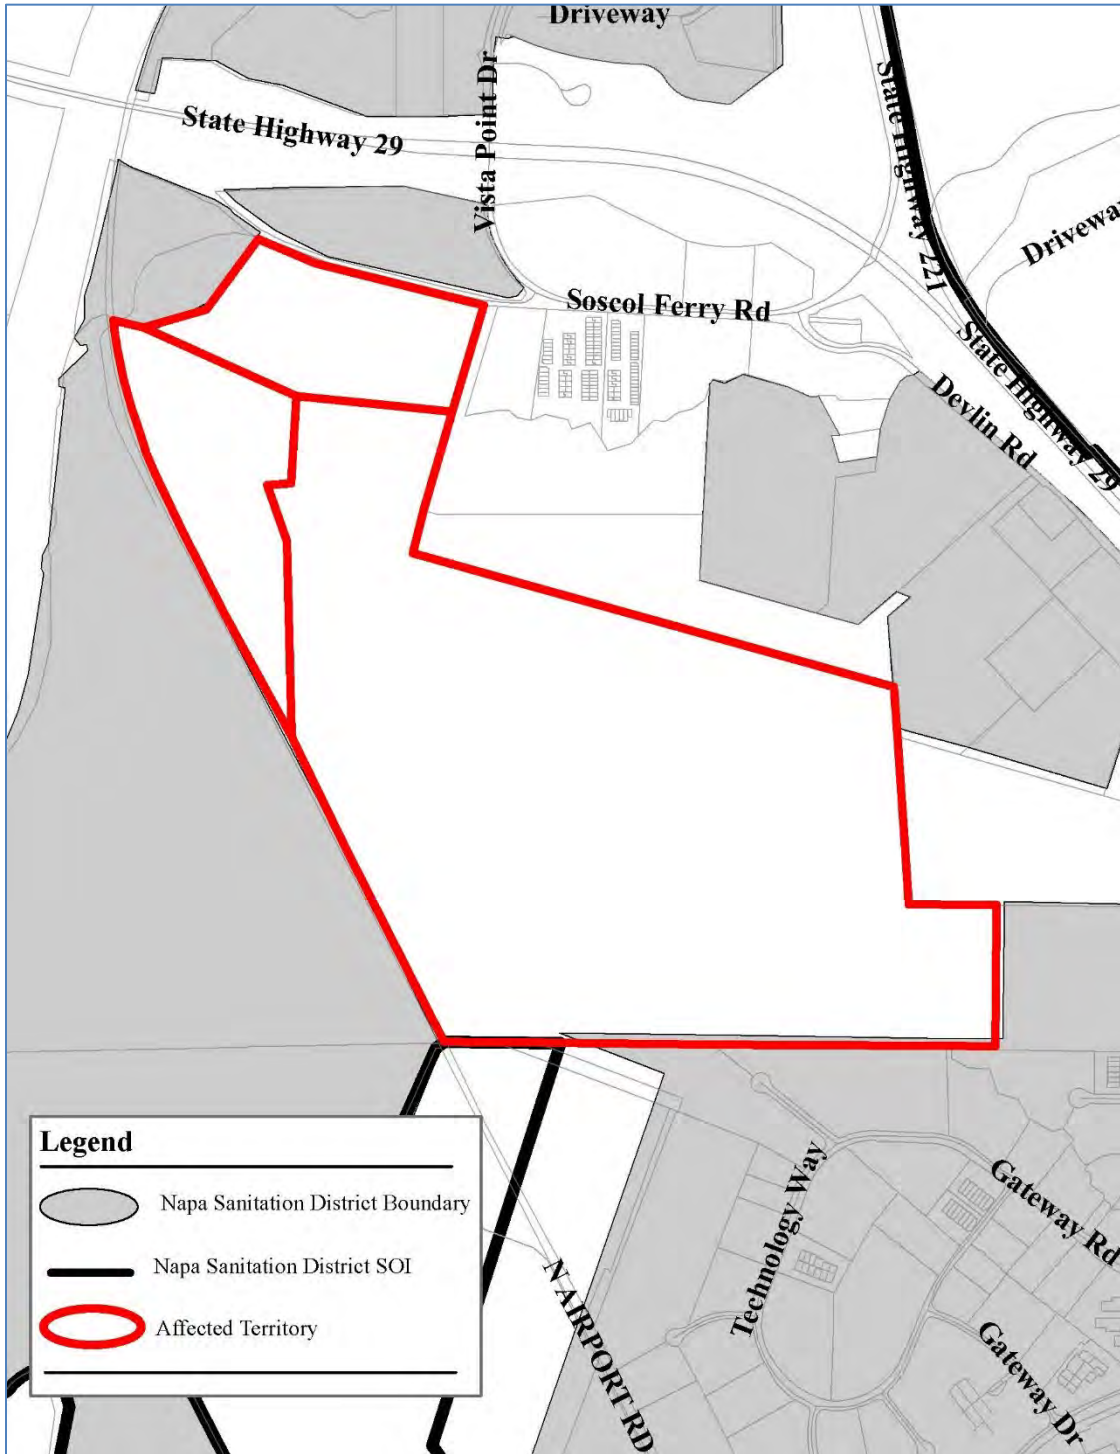 Driveway
State Highway 29
Vista Point Dr
State Highway 221
Driveway
Soscol Ferry Rd
State Highway 29
Devlin Rd
Legend
Napa Sanitation District Boundary
Napa Sanitation District SOI
Affected Territory
Technology Way
Gateway Rd
N AIRPORT RD
Gateway Dr